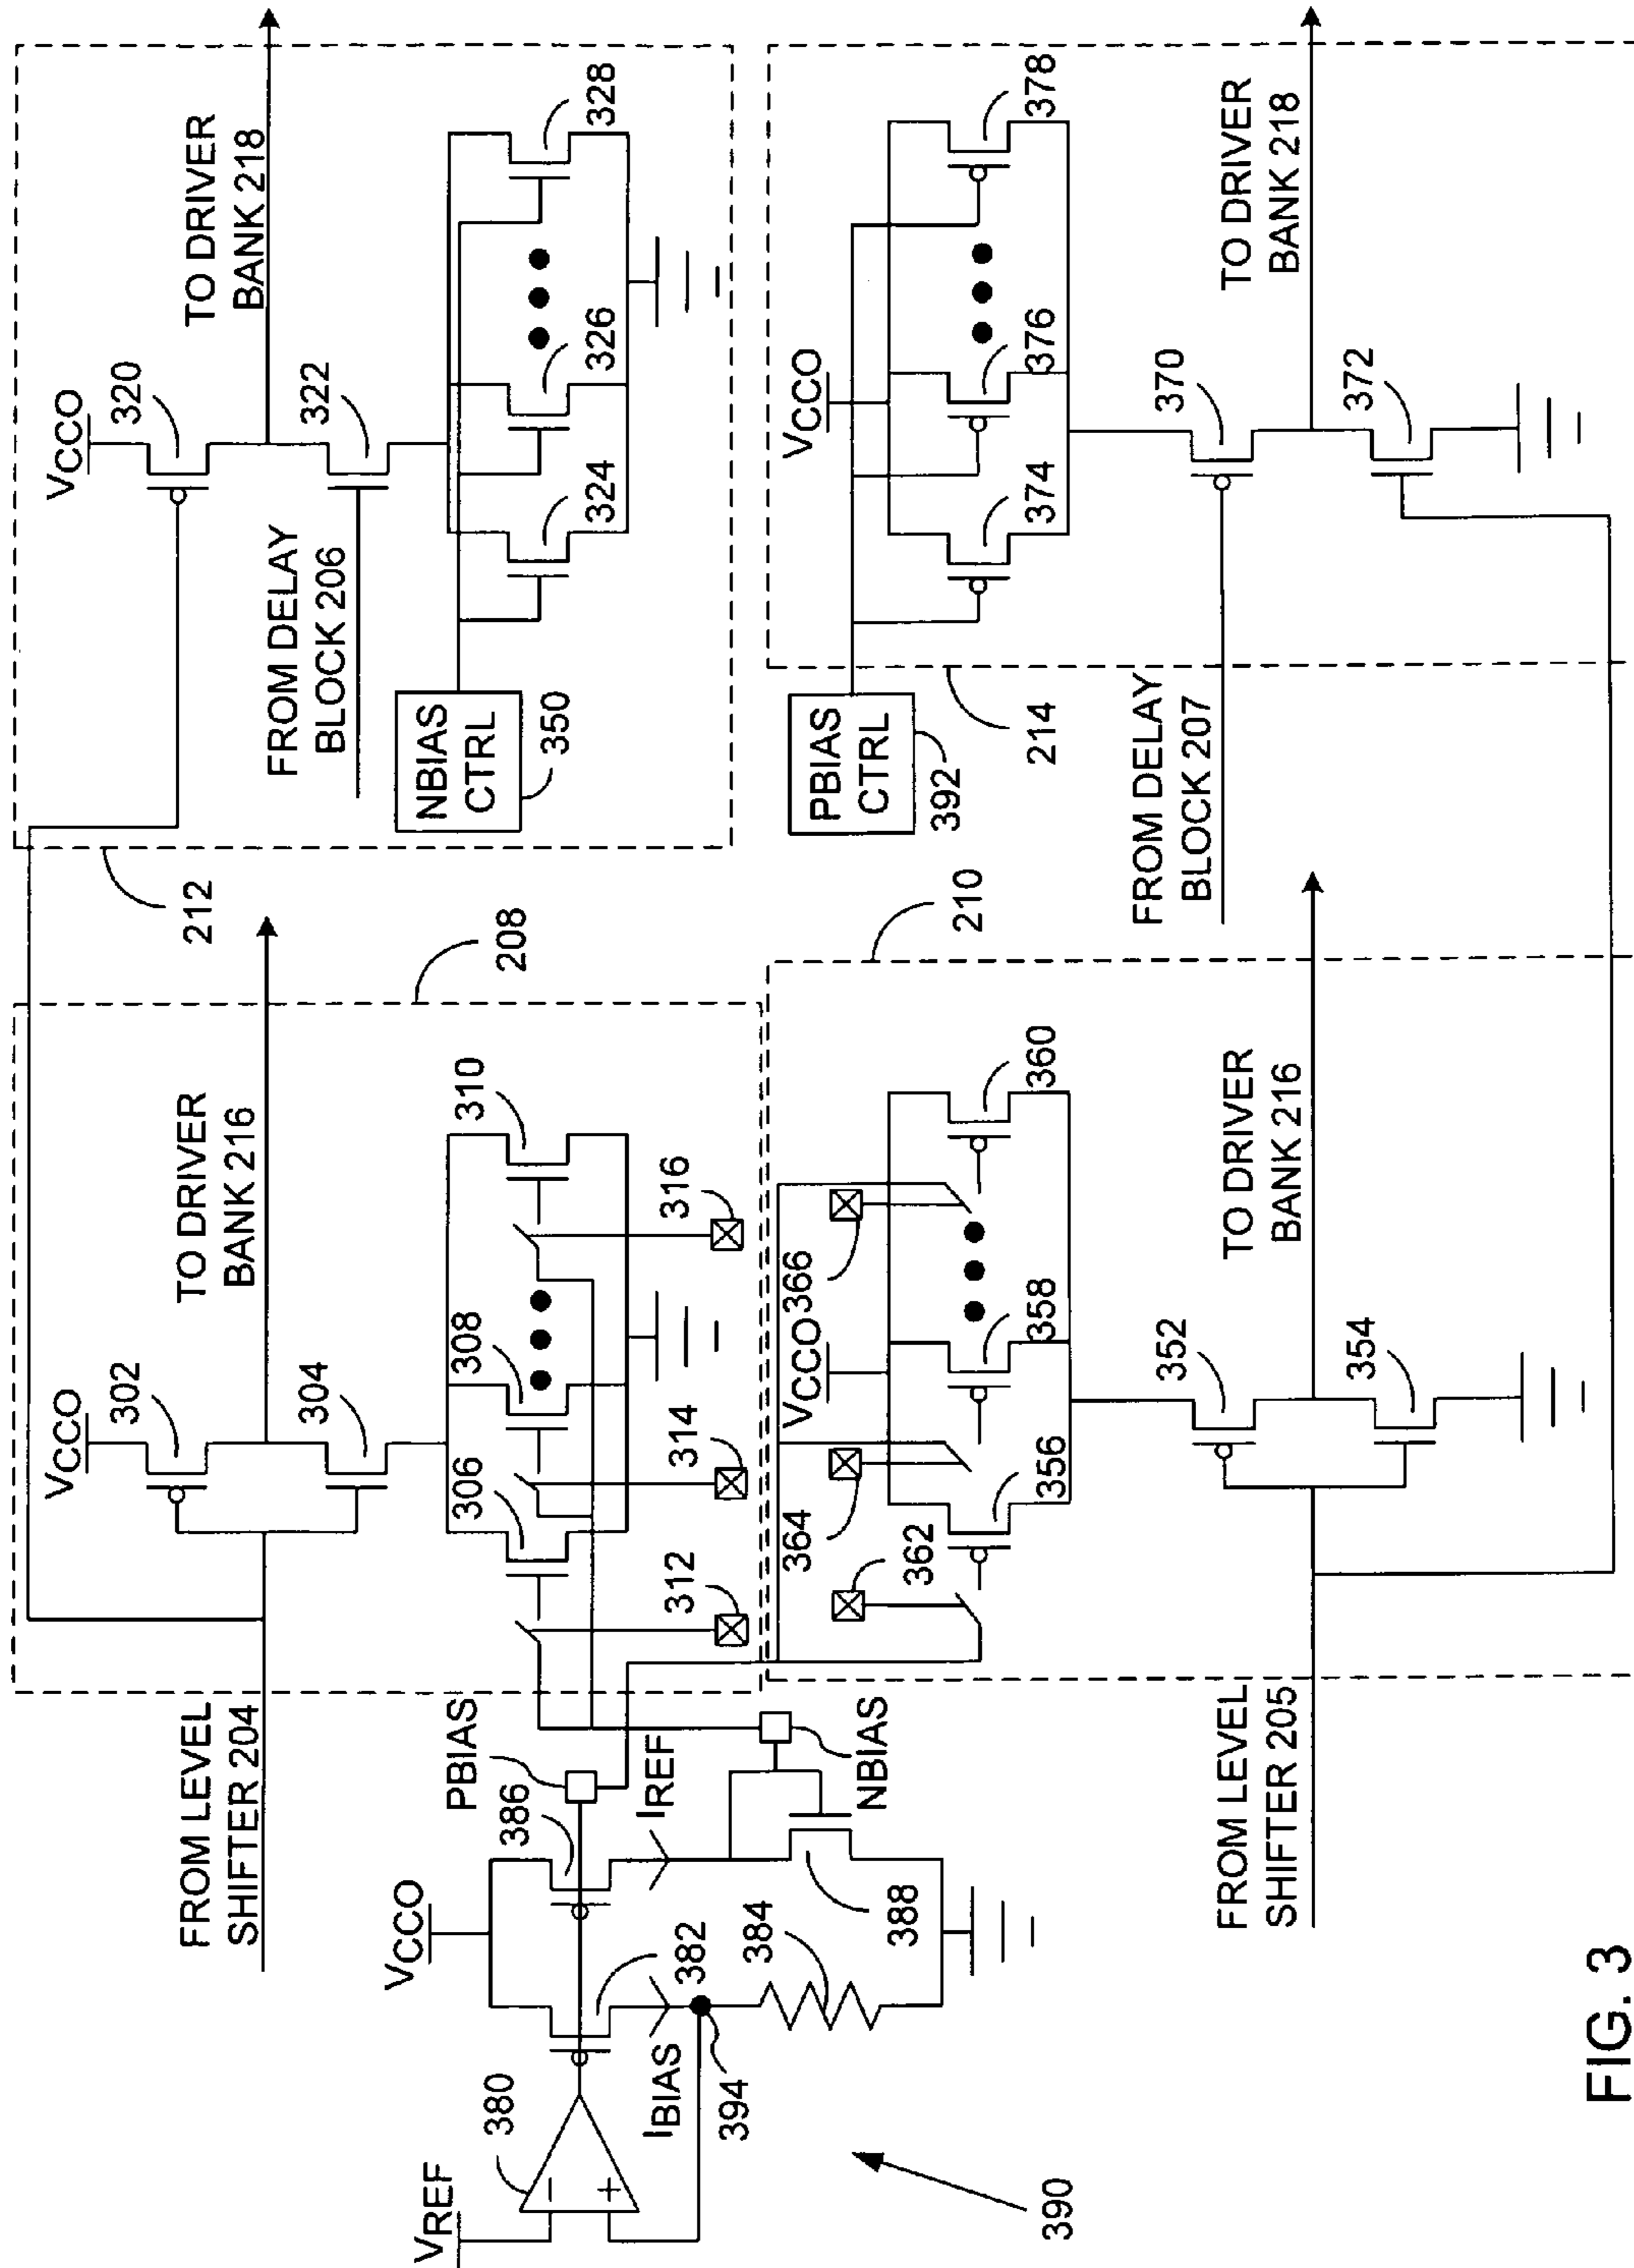 VCCO
320
322
TO DRIVER
BANK 218
FROM DELAY
BLOCK 206
324
326
328
NBIAS
CTRL
350
212
VCCO
374
376
378
PBIAS
CTRL
392
214
370
372
TO DRIVER
BANK 218
FROM DELAY
BLOCK 207
208
VCCO
302
304
TO DRIVER
BANK 216
306
308
310
312
314
316
FROM LEVEL
SHIFTER 204
210
VCCO
356
358
360
362
364
366
352
354
TO DRIVER
BANK 216
FROM LEVEL
SHIFTER 205
PBIAS
NBIAS
VCCO
386
IREF
388
382
IBIAS
384
394
380
VREF
−
+
390
FIG. 3